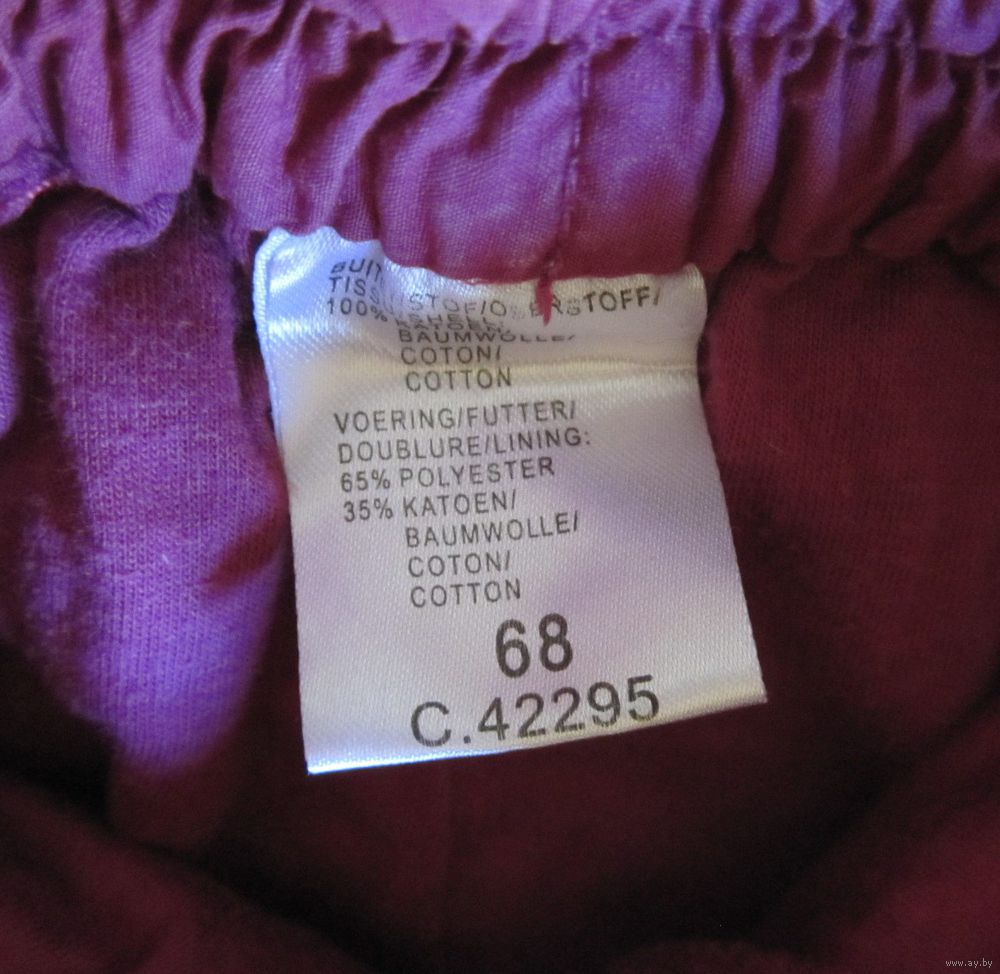 100%
BAUMWOLLE/
COTON/
COTTON
VOERING/FUTTER/
DOUBLURE/LINING:
65% POLYESTER
35% KATOEN/
BAUMWOLLE/
COTON/
COTTON
68
C.42295
www.ay.by